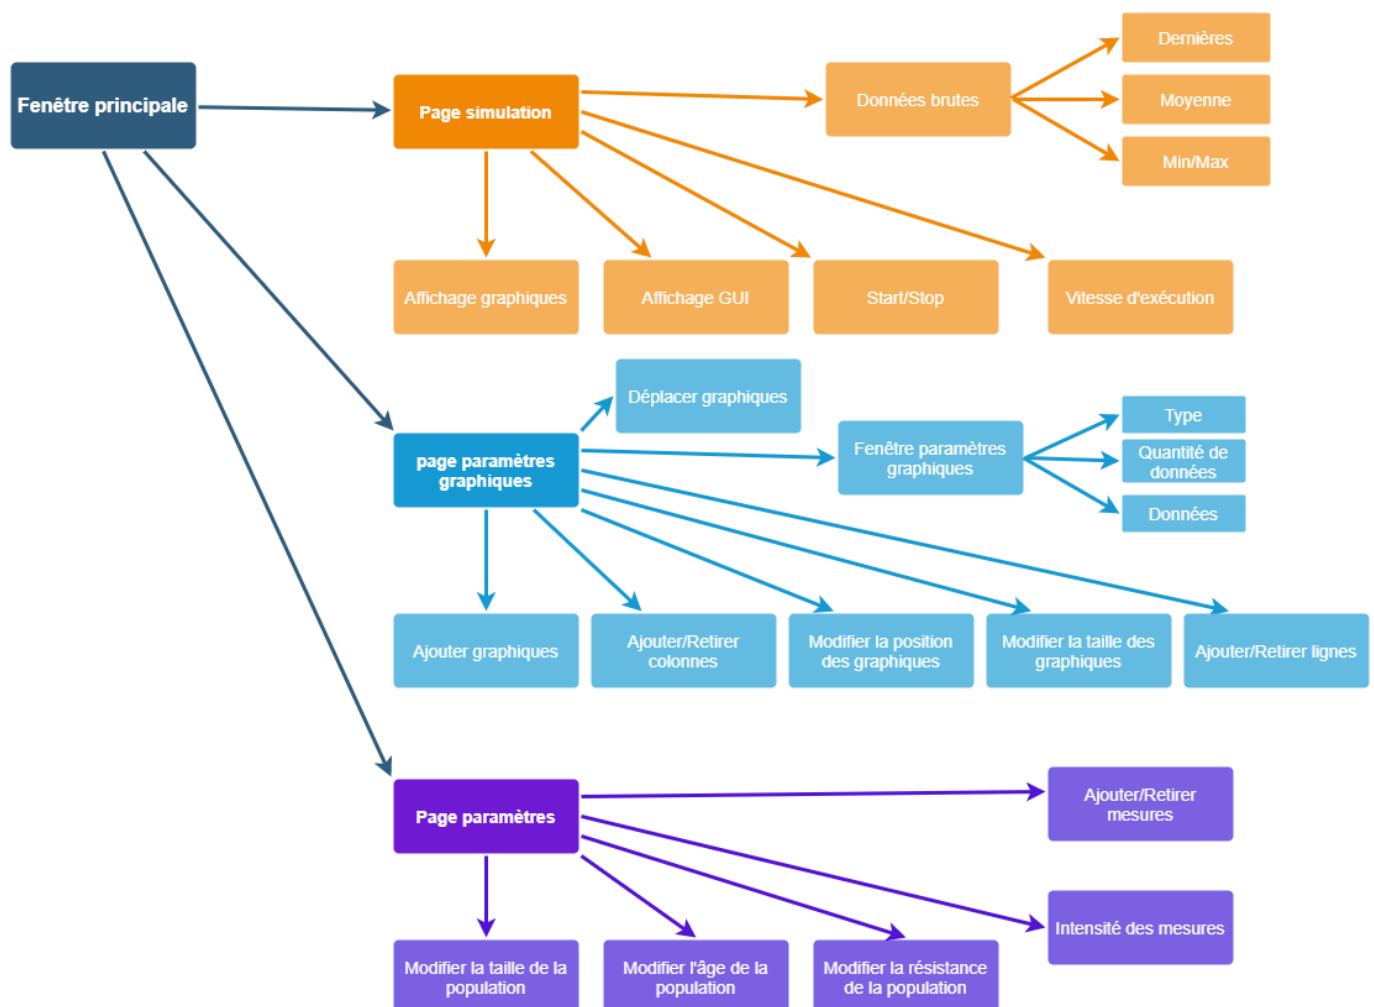 Fenêtre principale
Page simulation
Données brutes
Dernières
Moyenne
Min/Max
Affichage graphiques
Affichage GUI
Start/Stop
Vitesse d'exécution
Déplacer graphiques
page paramètres
graphiques
Fenêtre paramètres
graphiques
Type
Quantité de
données
Données
Ajouter graphiques
Ajouter/Retirer
colonnes
Modifier la position
des graphiques
Modifier la taille des
graphiques
Ajouter/Retirer lignes
Page paramètres
Ajouter/Retirer
mesures
Intensité des mesures
Modifier la taille de la
population
Modifier l'âge de la
population
Modifier la résistance
de la population